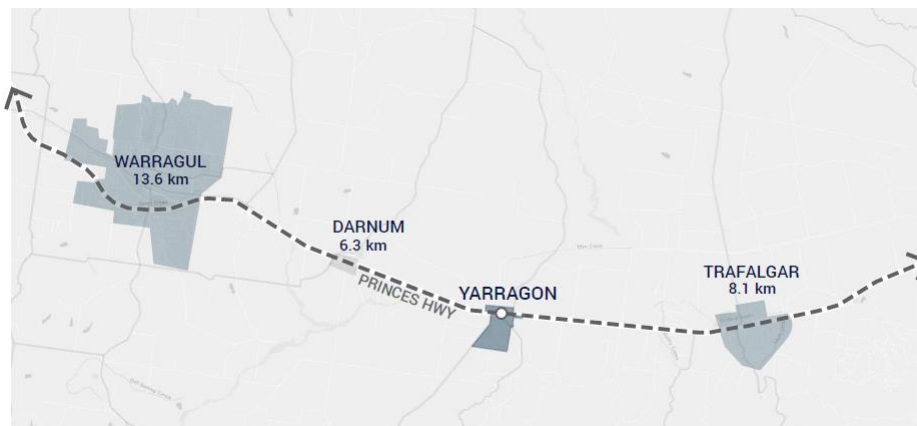 WARRAGUL
13.6 km
DARNUM
6.3 km
PRINCES HWY
YARRAGON
TRAFALGAR
8.1 km